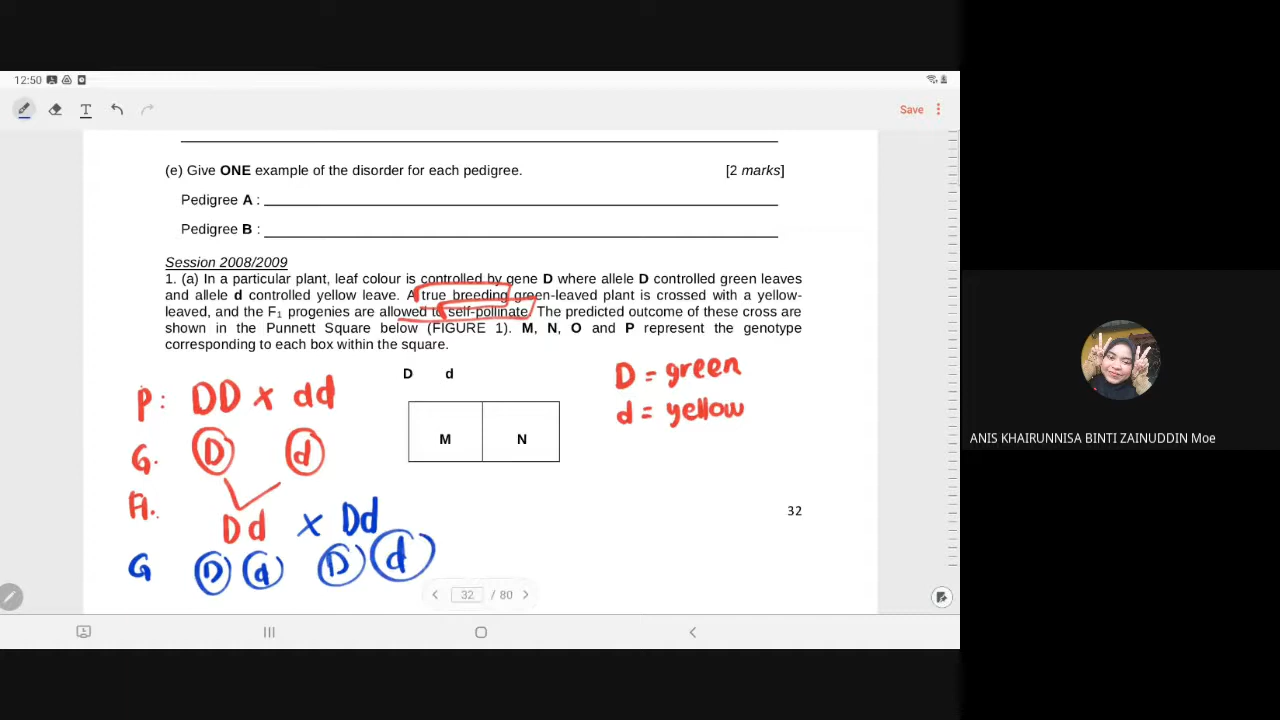 12:50
T
Save
(e) Give ONE example of the disorder for each pedigree. [2 marks]
Pedigree A :
Pedigree B :
Session 2008/2009
1. (a) In a particular plant, leaf colour is controlled by gene D where allele D controlled green leaves
and allele d controlled yellow leave. A true breeding green-leaved plant is crossed with a yellow-
leaved, and the F₁ progenies are allowed to self-pollinate. The predicted outcome of these cross are
shown in the Punnett Square below (FIGURE 1). M, N, O and P represent the genotype
corresponding to each box within the square.
D d
D = green
P: DD x dd
d = yellow
M N
G. D d
ANIS KHAIRUNNISA BINTI ZAINUDDIN Moe
F1.
32
Dd x Dd
G D d D d
32 / 80